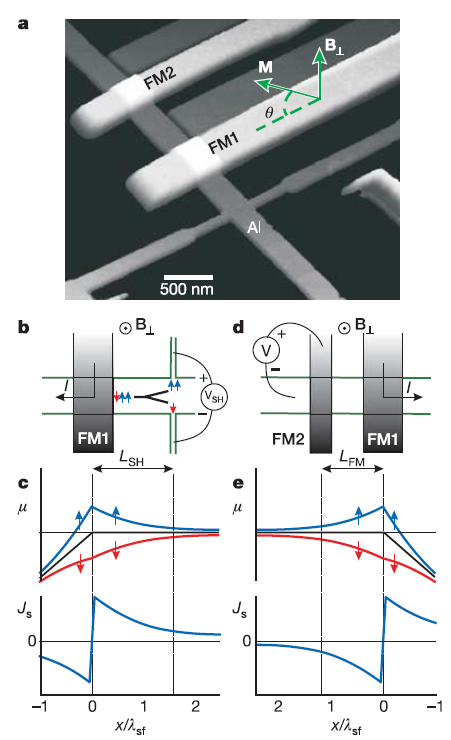 a
FM2
M
B⊥
θ
FM1
Al
500 nm
b
⊙ B⊥
I
+
V_SH
−
FM1
L_SH
d
⊙ B⊥
+
V
−
I
FM2
FM1
L_FM
c
μ
J_s
0
−1 0 1 2
x/λ_sf
e
μ
J_s
0
2 1 0 −1
x/λ_sf